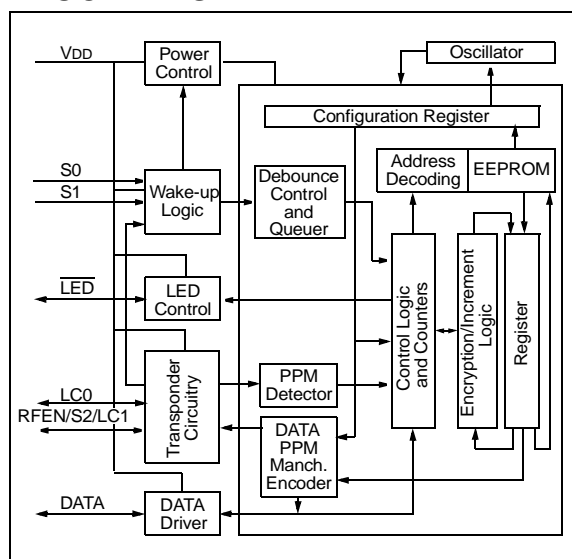 VDD
Power
Control
Oscillator
Configuration Register
S0
S1
Wake-up
Logic
Debounce
Control
and
Queuer
Address
Decoding
EEPROM
LED
LED
Control
Control Logic
and Counters
Encryption/Increment
Logic
Register
LC0
RFEN/S2/LC1
Transponder
Circuitry
PPM
Detector
DATA
PPM
Manch.
Encoder
DATA
DATA
Driver